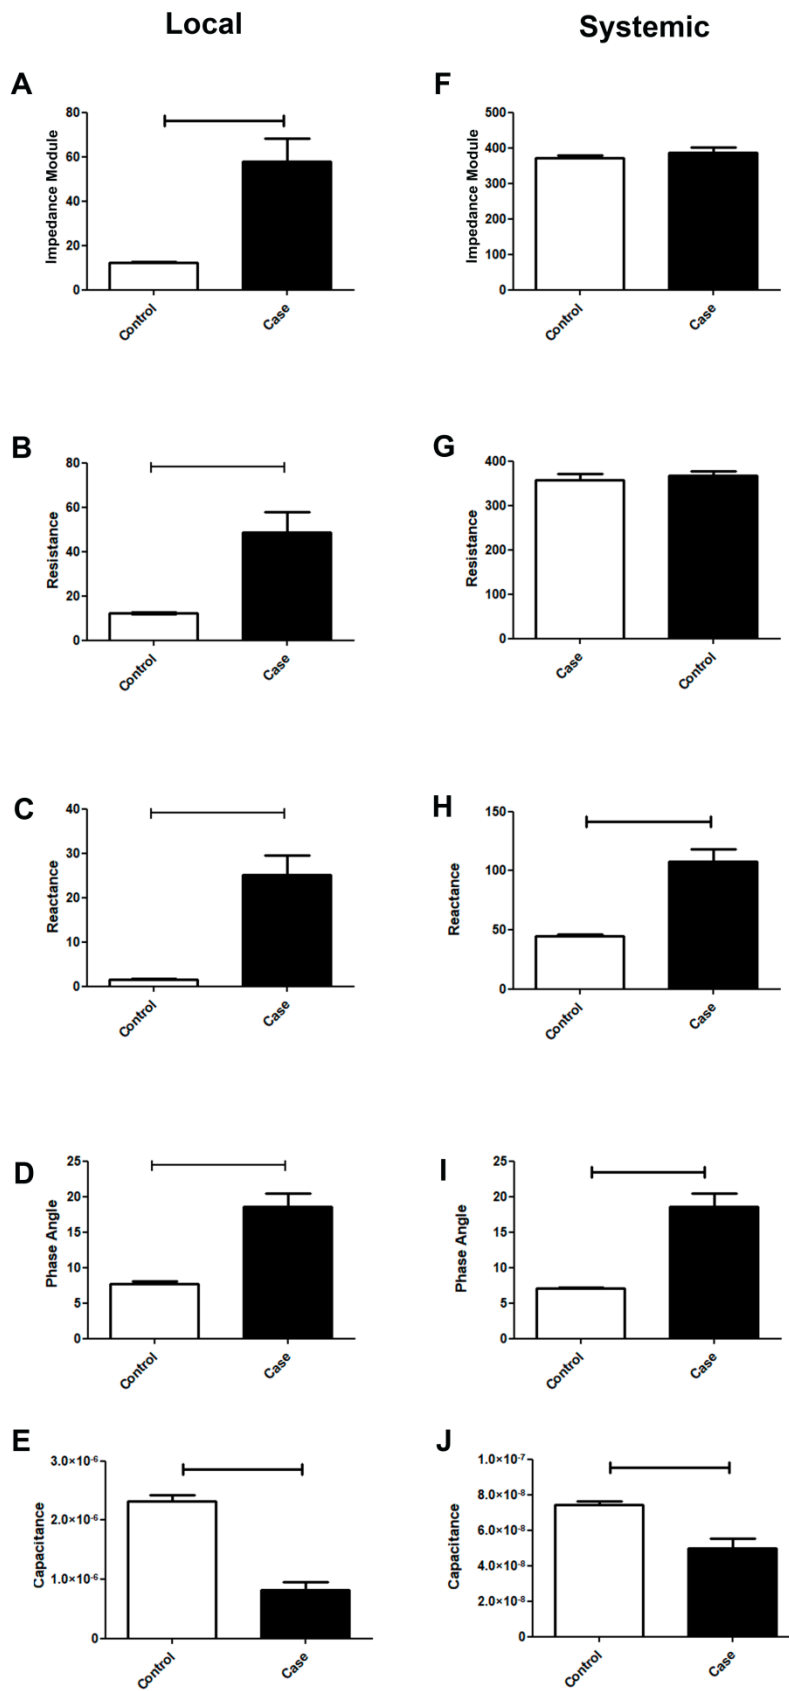 Local
Systemic
A
Impedance Module
80
60
40
20
0
Control
Case
F
Impedance Module
500
400
300
200
100
0
Control
Case
B
Resistance
80
60
40
20
0
Control
Case
G
Resistance
400
300
200
100
0
Case
Control
C
Reactance
40
30
20
10
0
Control
Case
H
Reactance
150
100
50
0
Control
Case
D
Phase Angle
25
20
15
10
5
0
Control
Case
I
Phase Angle
25
20
15
10
5
0
Control
Case
E
Capacitance
3.0×10⁻⁶
2.0×10⁻⁶
1.0×10⁻⁶
0
Control
Case
J
Capacitance
1.0×10⁻⁷
8.0×10⁻⁸
6.0×10⁻⁸
4.0×10⁻⁸
2.0×10⁻⁸
0
Control
Case